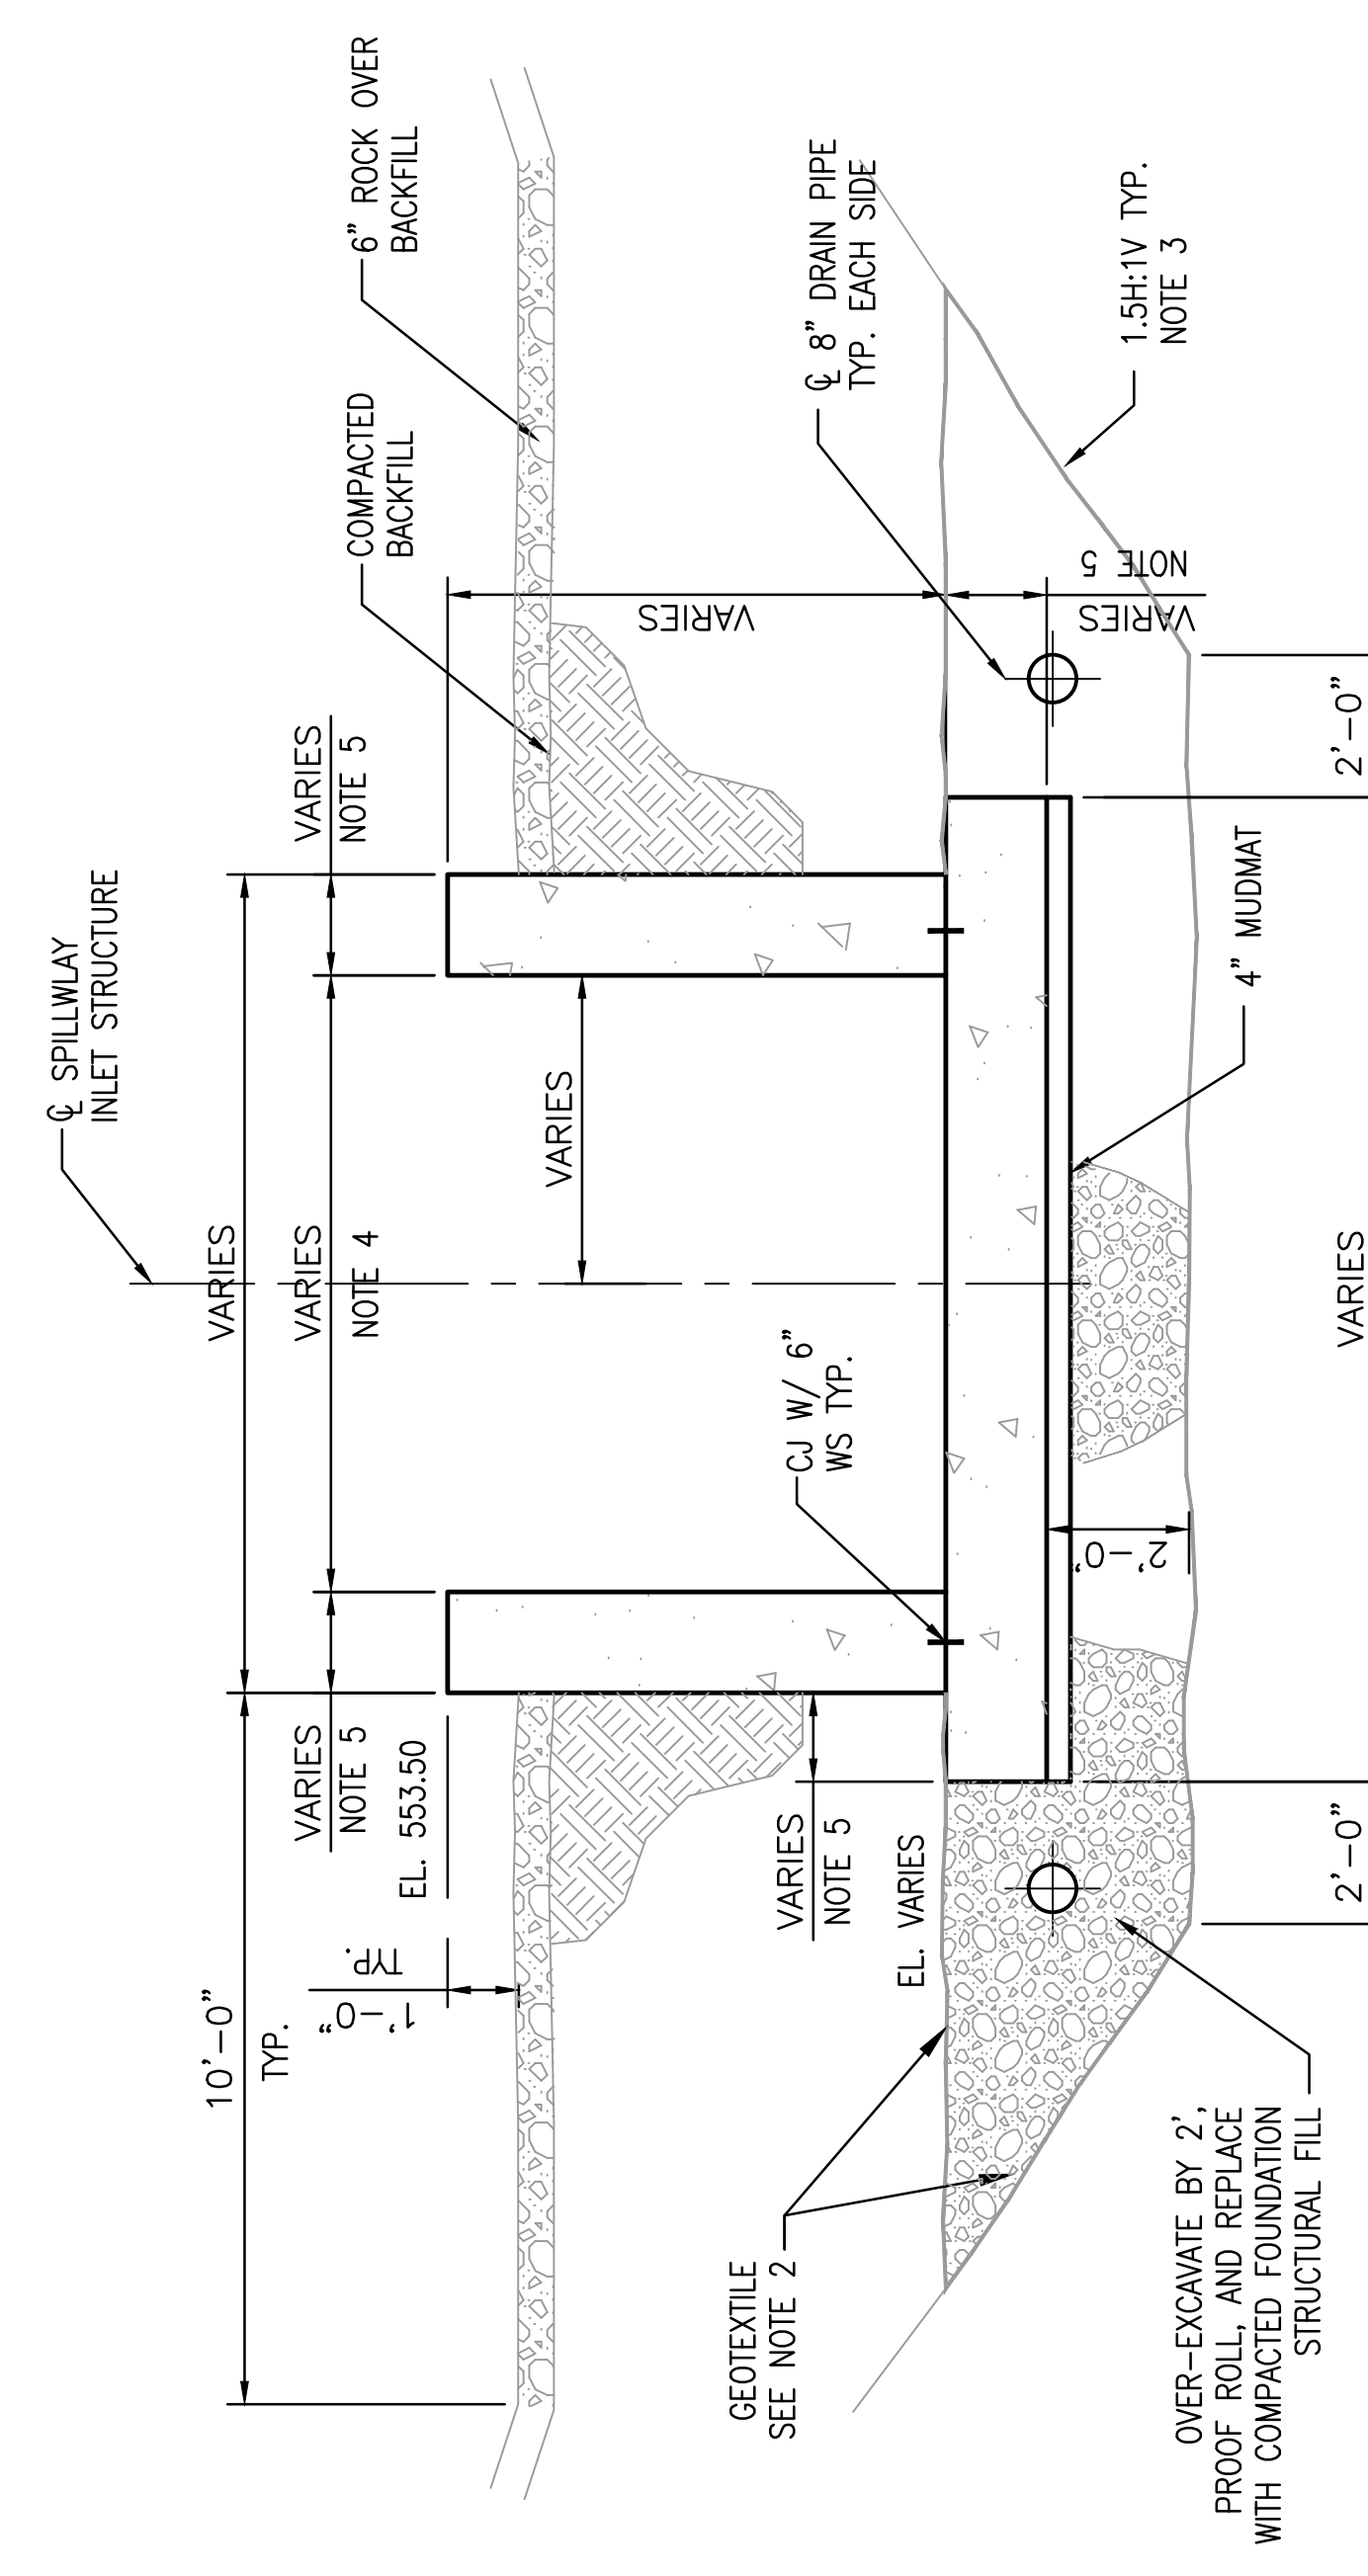 ℄ SPILLWLAY
INLET STRUCTURE
10'-0"
TYP.
VARIES
VARIES
NOTE 5
VARIES
NOTE 4
VARIES
NOTE 5
EL. 553.50
1'-0"
TYP.
6" ROCK OVER
BACKFILL
COMPACTED
BACKFILL
VARIES
VARIES
GEOTEXTILE
SEE NOTE 2
VARIES
NOTE 5
EL. VARIES
CJ W/ 6"
WS TYP.
℄ 8" DRAIN PIPE
TYP. EACH SIDE
VARIES
NOTE 5
1.5H:1V TYP.
NOTE 3
2'-0"
4" MUDMAT
OVER-EXCAVATE BY 2',
PROOF ROLL, AND REPLACE
WITH COMPACTED FOUNDATION
STRUCTURAL FILL
2'-0"
VARIES
2'-0"